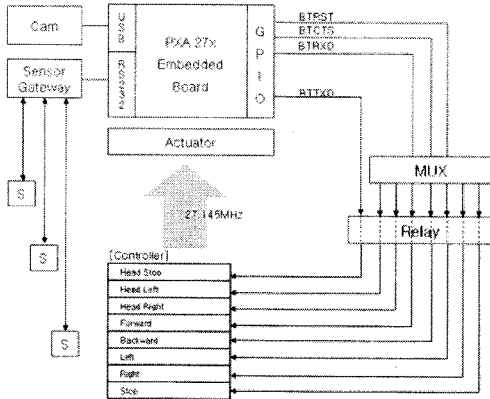 Cam
USB
PXA 27x
Embedded
Board
GPIO
BTRST
BTCTS
BTRXD
BTTXD
Sensor
Gateway
RS232
Actuator
MUX
27.145MHz
Relay
S
S
S
[Controller]
Head Stop
Head Left
Head Right
Forward
Backward
Left
Right
Stop